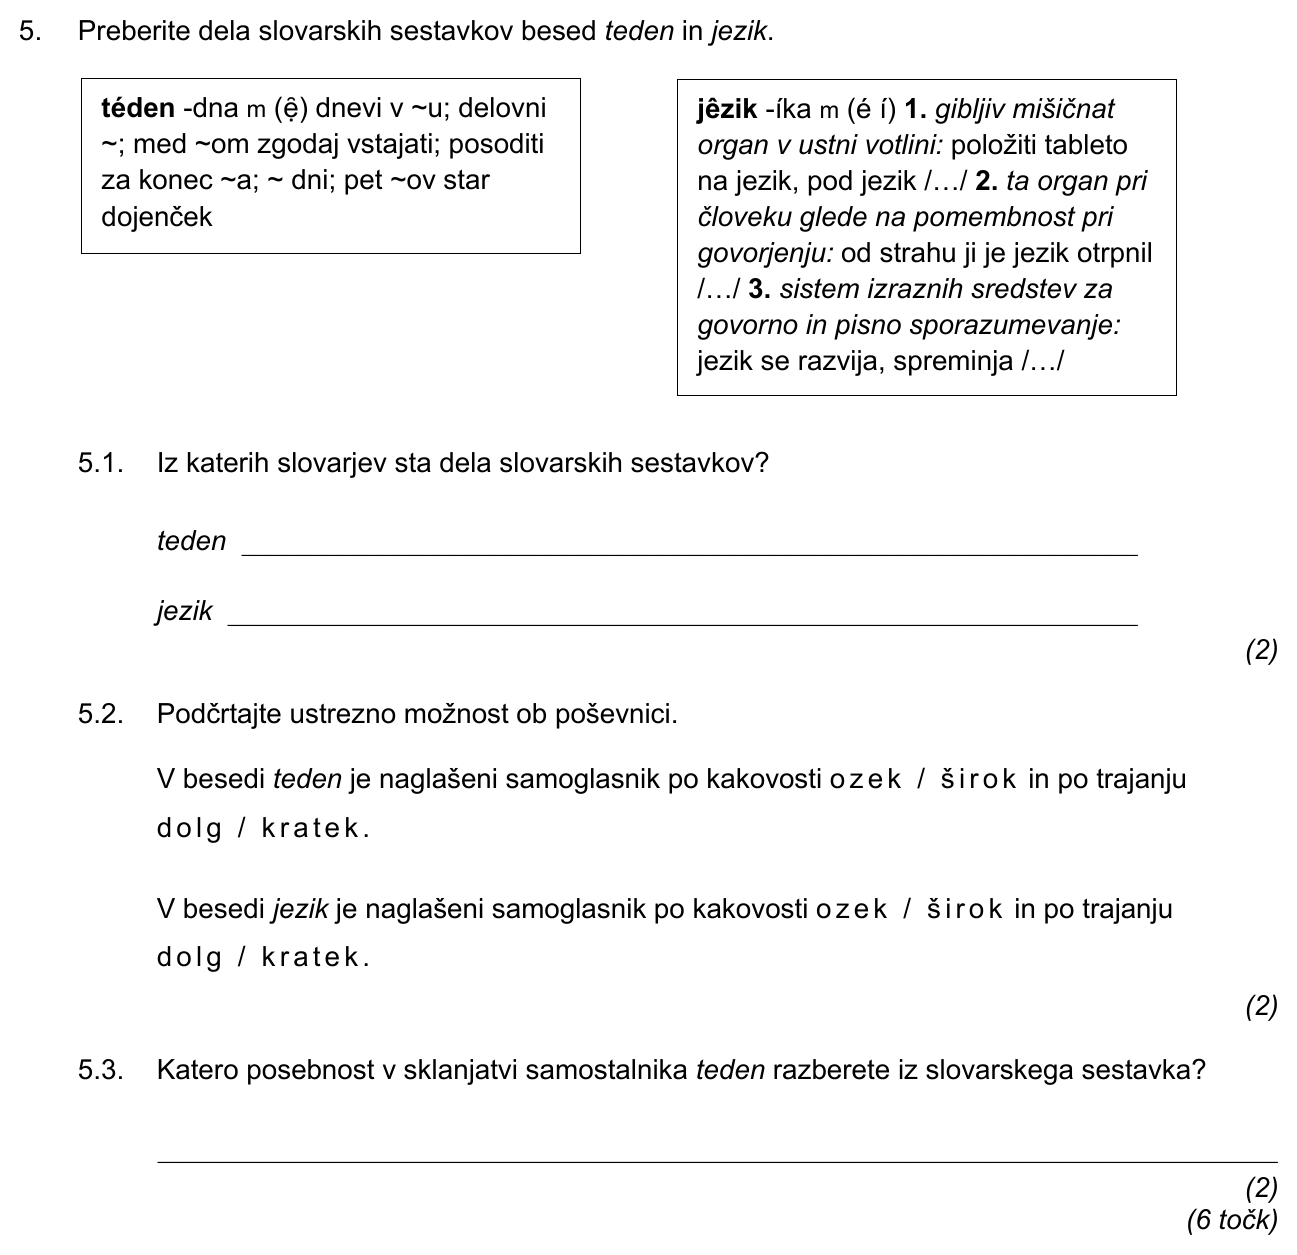 5. Preberite dela slovarskih sestavkov besed teden in jezik.
téden -dna m (ẹ̑) dnevi v ~u; delovni
~; med ~om zgodaj vstajati; posoditi
za konec ~a; ~ dni; pet ~ov star
dojenček
jêzik -íka m (é í) 1. gibljiv mišičnat
organ v ustni votlini: položiti tableto
na jezik, pod jezik /…/ 2. ta organ pri
človeku glede na pomembnost pri
govorjenju: od strahu ji je jezik otrpnil
/…/ 3. sistem izraznih sredstev za
govorno in pisno sporazumevanje:
jezik se razvija, spreminja /…/
5.1. Iz katerih slovarjev sta dela slovarskih sestavkov?
teden
jezik
(2)
5.2. Podčrtajte ustrezno možnost ob poševnici.
V besedi teden je naglašeni samoglasnik po kakovosti ozek / širok in po trajanju
dolg / kratek.
V besedi jezik je naglašeni samoglasnik po kakovosti ozek / širok in po trajanju
dolg / kratek.
(2)
5.3. Katero posebnost v sklanjatvi samostalnika teden razberete iz slovarskega sestavka?
(2)
(6 točk)